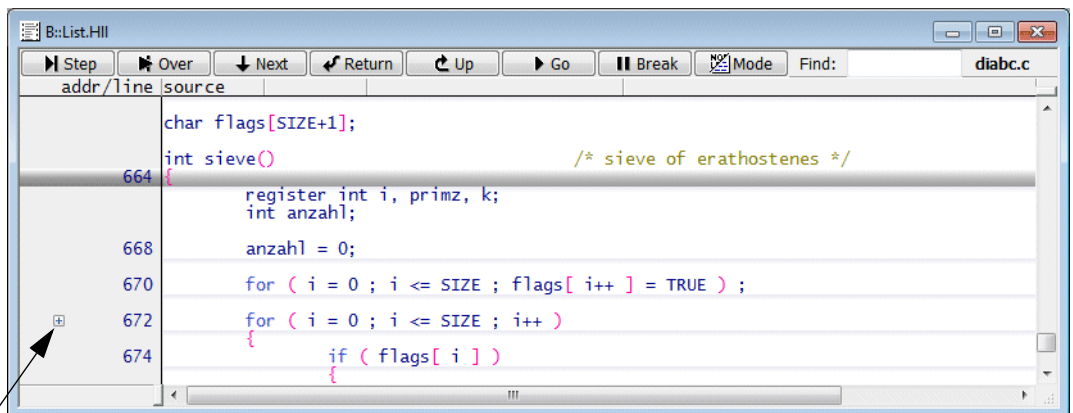 B::List.Hll
Step Over Next Return Up Go Break Mode Find: diabc.c
addr/line source
char flags[SIZE+1];
int sieve() /* sieve of erathostenes */
664 {
register int i, primz, k;
int anzahl;
668 anzahl = 0;
670 for ( i = 0 ; i <= SIZE ; flags[ i++ ] = TRUE ) ;
672 for ( i = 0 ; i <= SIZE ; i++ )
{
674 if ( flags[ i ] )
{